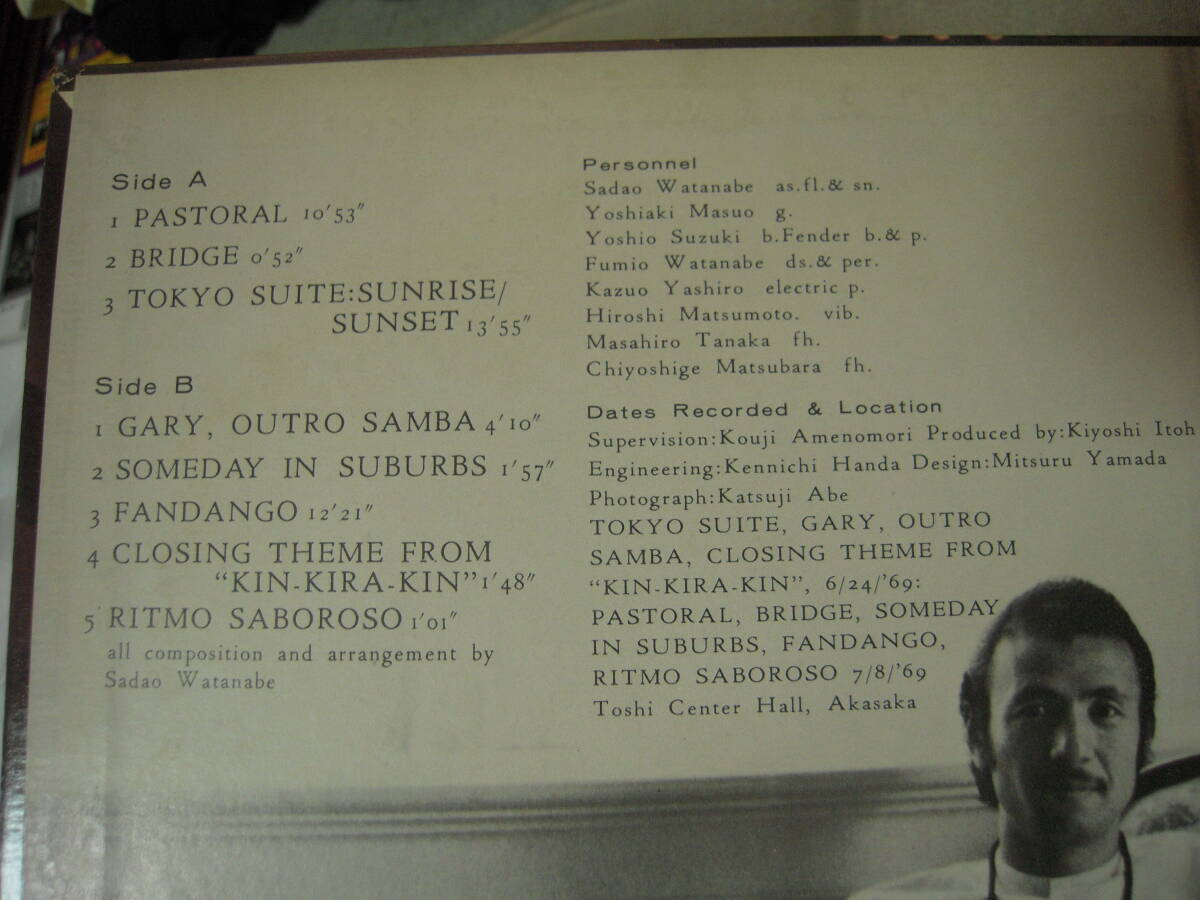 Side A
1 PASTORAL 10′53″
2 BRIDGE 0′52″
3 TOKYO SUITE:SUNRISE/
SUNSET 13′55″
Side B
1 GARY, OUTRO SAMBA 4′10″
2 SOMEDAY IN SUBURBS 1′57″
3 FANDANGO 12′21″
4 CLOSING THEME FROM
“KIN-KIRA-KIN” 1′48″
5 RITMO SABOROSO 1′01″
all composition and arrangement by
Sadao Watanabe
Personnel
Sadao Watanabe as.fl.& sn.
Yoshiaki Masuo g.
Yoshio Suzuki b.Fender b.& p.
Fumio Watanabe ds.& per.
Kazuo Yashiro electric p.
Hiroshi Matsumoto. vib.
Masahiro Tanaka fh.
Chiyoshige Matsubara fh.
Dates Recorded & Location
Supervision:Kouji Amenomori Produced by:Kiyoshi Itoh
Engineering:Kennichi Handa Design:Mitsuru Yamada
Photograph:Katsuji Abe
TOKYO SUITE, GARY, OUTRO
SAMBA, CLOSING THEME FROM
“KIN-KIRA-KIN”, 6/24/’69:
PASTORAL, BRIDGE, SOMEDAY
IN SUBURBS, FANDANGO,
RITMO SABOROSO 7/8/’69
Toshi Center Hall, Akasaka